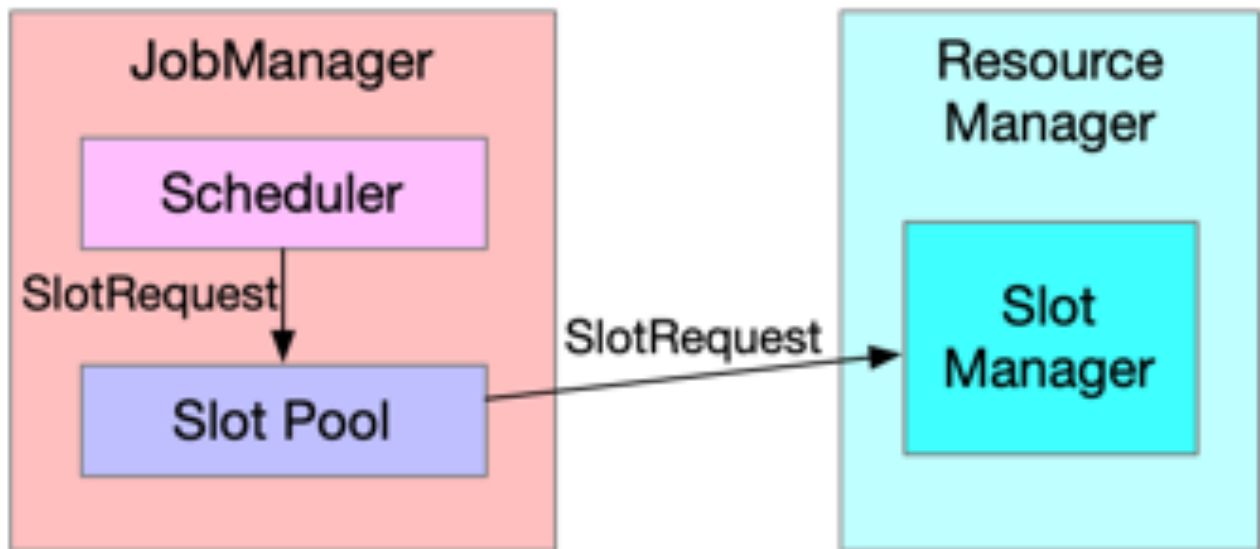 JobManager
Scheduler
SlotRequest
Slot Pool
SlotRequest
Resource
Manager
Slot
Manager